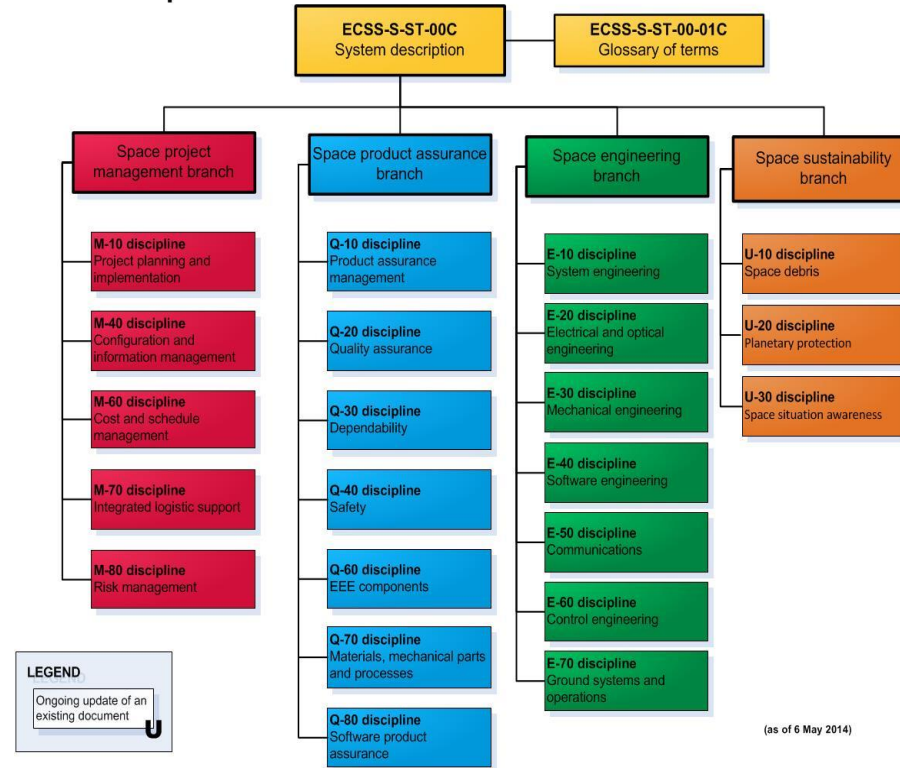 ECSS-S-ST-00C
System description
ECSS-S-ST-00-01C
Glossary of terms
Space project
management branch
Space product assurance
branch
Space engineering
branch
Space sustainability
branch
M-10 discipline
Project planning and
implementation
M-40 discipline
Configuration and
information management
M-60 discipline
Cost and schedule
management
M-70 discipline
Integrated logistic support
M-80 discipline
Risk management
Q-10 discipline
Product assurance
management
Q-20 discipline
Quality assurance
Q-30 discipline
Dependability
Q-40 discipline
Safety
Q-60 discipline
EEE components
Q-70 discipline
Materials, mechanical parts
and processes
Q-80 discipline
Software product
assurance
E-10 discipline
System engineering
E-20 discipline
Electrical and optical
engineering
E-30 discipline
Mechanical engineering
E-40 discipline
Software engineering
E-50 discipline
Communications
E-60 discipline
Control engineering
E-70 discipline
Ground systems and
operations
U-10 discipline
Space debris
U-20 discipline
Planetary protection
U-30 discipline
Space situation awareness
LEGEND
Ongoing update of an
existing document
U
(as of 6 May 2014)